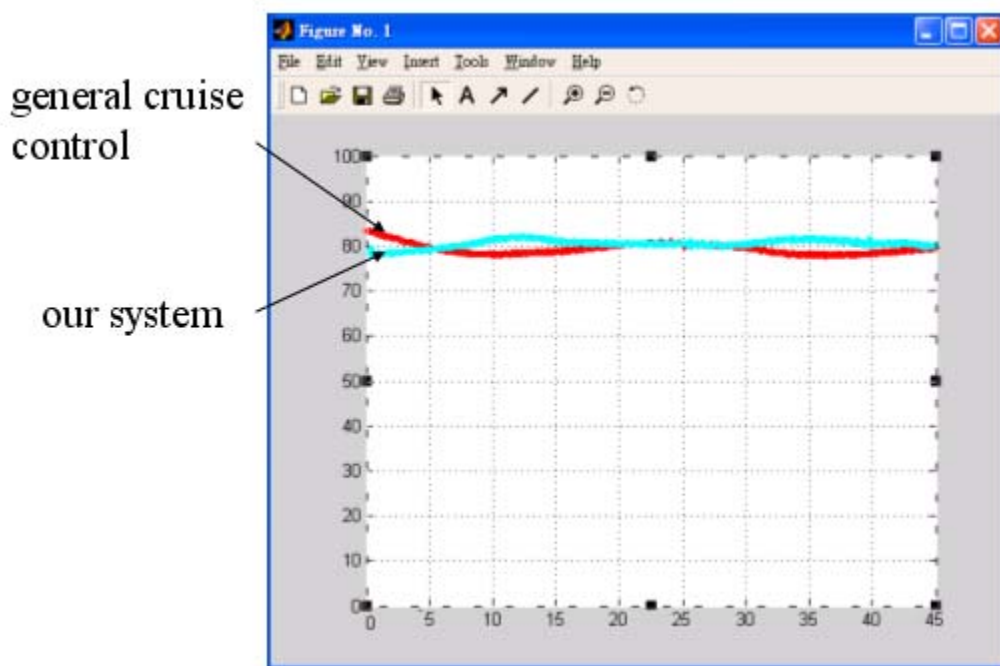 Figure No. 1
File Edit View Insert Tools Window Help
A
general cruise
control
our system
100
90
80
70
60
50
40
30
20
10
0
0 5 10 15 20 25 30 35 40 45